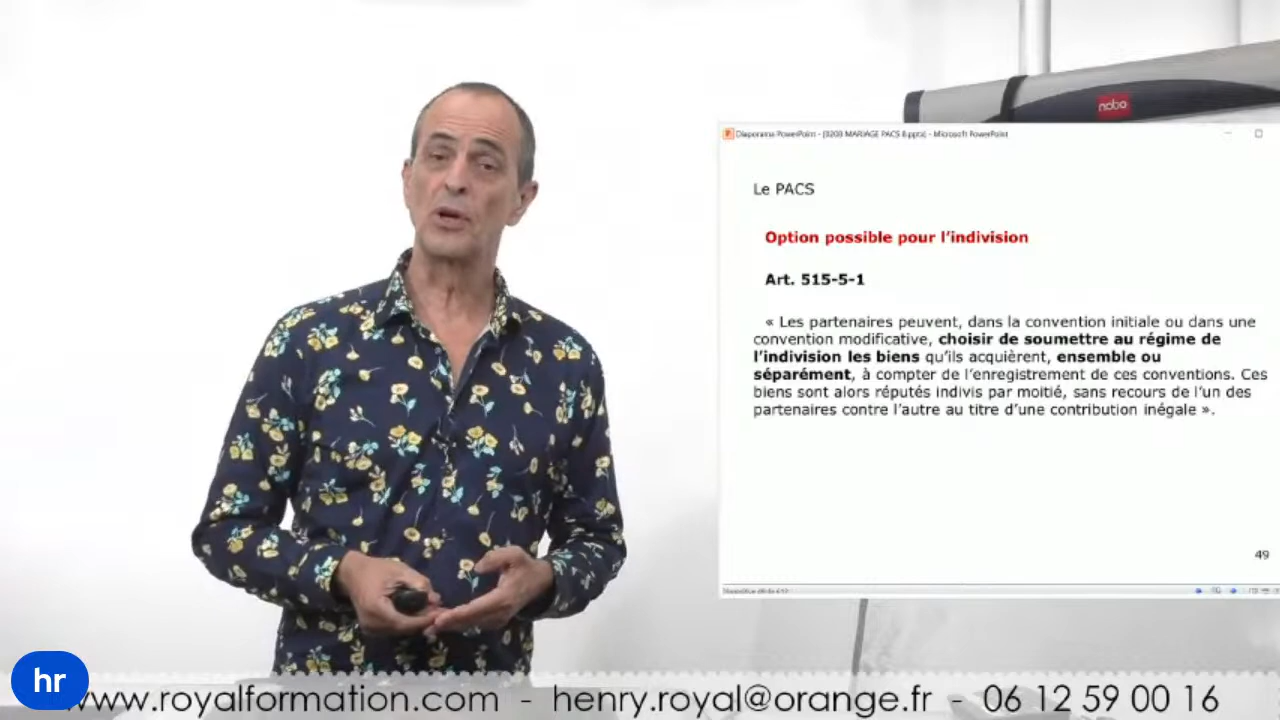 nobo
Diaporama PowerPoint - [0200 MARIAGE PACS 8.pptx] - Microsoft PowerPoint
Le PACS
Option possible pour l’indivision
Art. 515-5-1
« Les partenaires peuvent, dans la convention initiale ou dans une
convention modificative, choisir de soumettre au régime de
l’indivision les biens qu’ils acquièrent, ensemble ou
séparément, à compter de l’enregistrement de ces conventions. Ces
biens sont alors réputés indivis par moitié, sans recours de l’un des
partenaires contre l’autre au titre d’une contribution inégale ».
49
hr
www.royalformation.com - henry.royal@orange.fr - 06 12 59 00 16